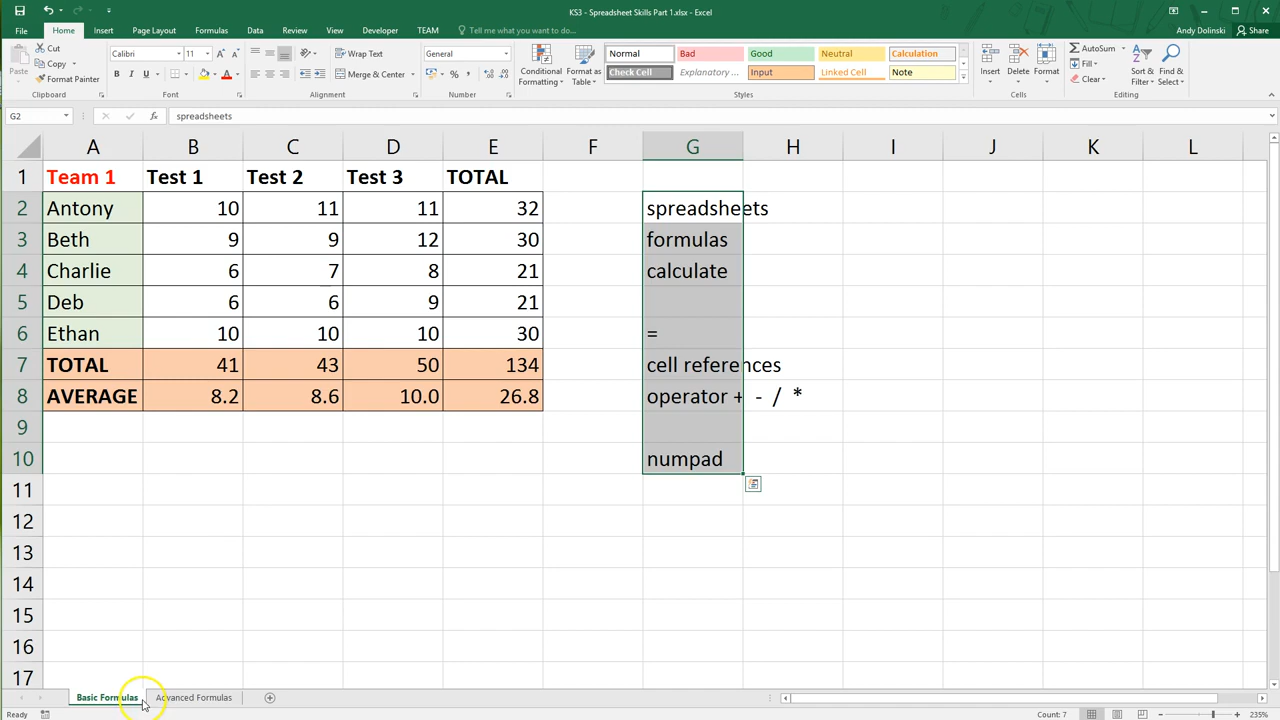 KS3 - Spreadsheet Skills Part 1.xlsx - Excel
Andy Dolinski
Share
File
Home
Insert
Page Layout
Formulas
Data
Review
View
Developer
TEAM
Tell me what you want to do
Paste
Cut
Copy
Format Painter
Clipboard
Calibri
11
B I U
Font
Wrap Text
Merge & Center
Alignment
General
%
Number
Conditional Formatting
Format as Table
Normal
Bad
Good
Neutral
Calculation
Check Cell
Explanatory ...
Input
Linked Cell
Note
Styles
Insert
Delete
Format
Cells
AutoSum
Fill
Clear
Sort & Filter
Find & Select
Editing
G2
fx
spreadsheets
A B C D E F G H I J K L
1 Team 1 Test 1 Test 2 Test 3 TOTAL
2 Antony 10 11 11 32 spreadsheets
3 Beth 9 9 12 30 formulas
4 Charlie 6 7 8 21 calculate
5 Deb 6 6 9 21
6 Ethan 10 10 10 30 =
7 TOTAL 41 43 50 134 cell references
8 AVERAGE 8.2 8.6 10.0 26.8 operator + - / *
9
10 numpad
11
12
13
14
15
16
17
Basic Formulas
Advanced Formulas
Ready
Count: 7
235%